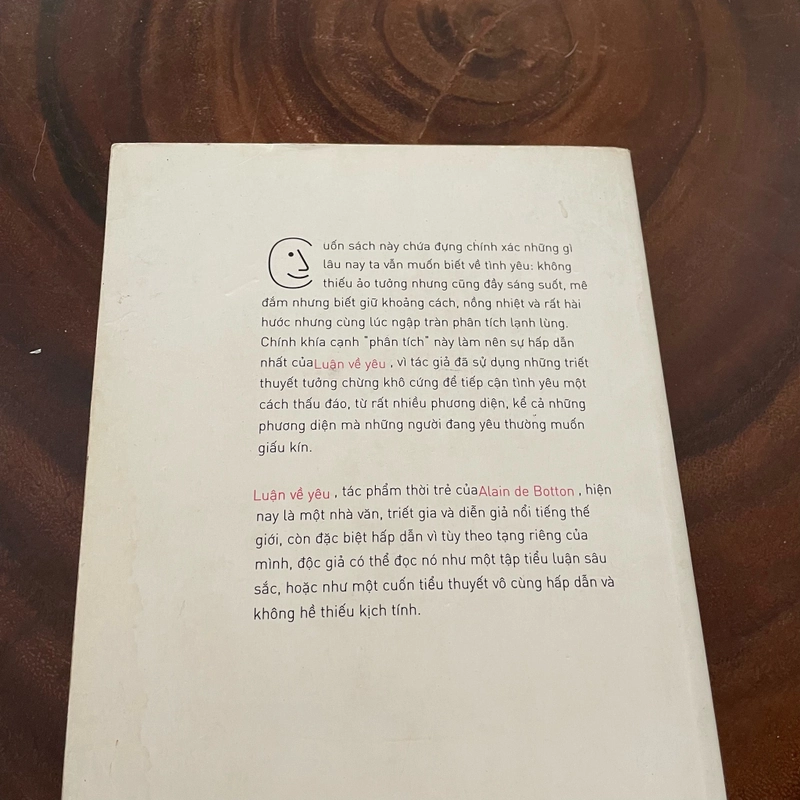 Cuốn sách này chứa đựng chính xác những gì
lâu nay ta vẫn muốn biết về tình yêu: không
thiếu ảo tưởng nhưng cũng đầy sáng suốt, mê
đắm nhưng biết giữ khoảng cách, nồng nhiệt và rất hài
hước nhưng cùng lúc ngập tràn phân tích lạnh lùng.
Chính khía cạnh "phân tích" này làm nên sự hấp dẫn
nhất của Luận về yêu , vì tác giả đã sử dụng những triết
thuyết tưởng chừng khô cứng để tiếp cận tình yêu một
cách thấu đáo, từ rất nhiều phương diện, kể cả những
phương diện mà những người đang yêu thường muốn
giấu kín.
Luận về yêu , tác phẩm thời trẻ của Alain de Botton , hiện
nay là một nhà văn, triết gia và diễn giả nổi tiếng thế
giới, còn đặc biệt hấp dẫn vì tùy theo tạng riêng của
mình, độc giả có thể đọc nó như một tập tiểu luận sâu
sắc, hoặc như một cuốn tiểu thuyết vô cùng hấp dẫn và
không hề thiếu kịch tính.